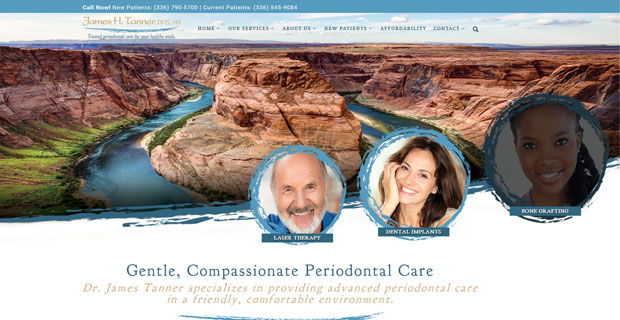 Call Now! New Patients: (336) 790-5700 | Current Patients: (336) 545-9084
James H. Tanner, DDS, MS
Trusted periodontal care for your healthy smile.
HOME OUR SERVICES ABOUT US NEW PATIENTS AFFORDABILITY CONTACT
LASER THERAPY
DENTAL IMPLANTS
BONE GRAFTING
Gentle, Compassionate Periodontal Care
Dr. James Tanner specializes in providing advanced periodontal care
in a friendly, comfortable environment.